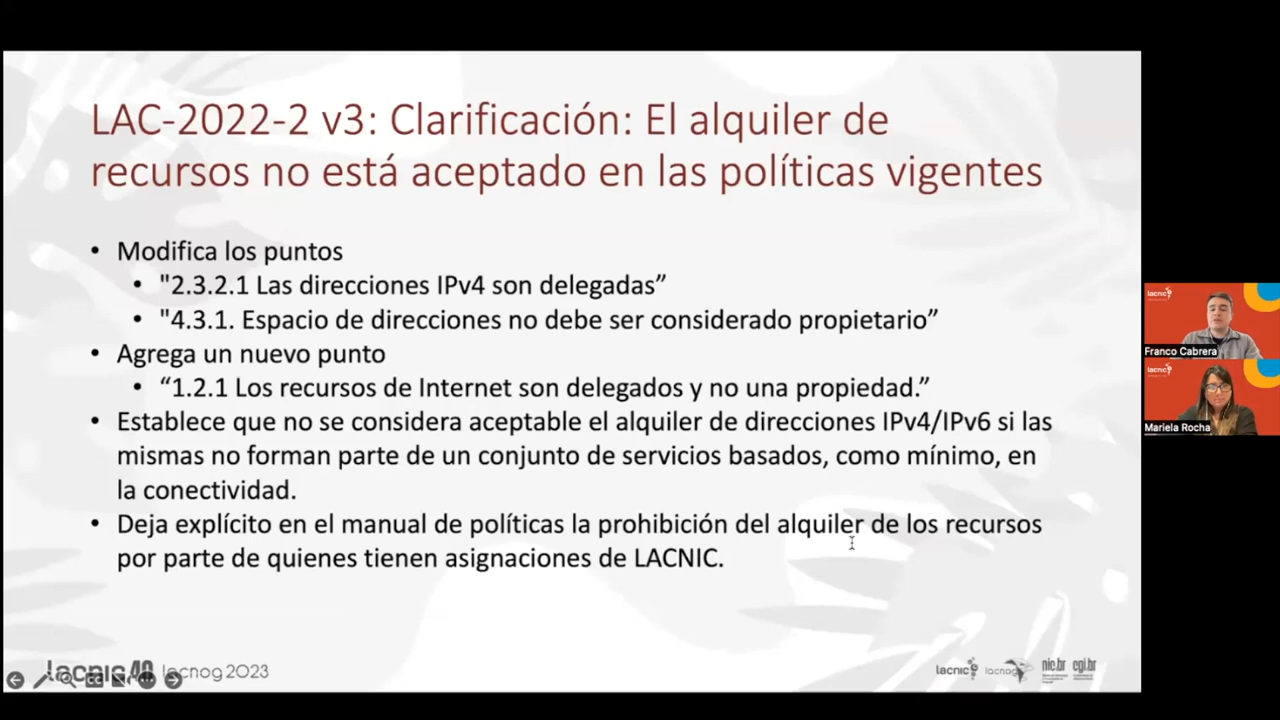 LAC-2022-2 v3: Clarificación: El alquiler de
recursos no está aceptado en las políticas vigentes
• Modifica los puntos
• "2.3.2.1 Las direcciones IPv4 son delegadas”
• "4.3.1. Espacio de direcciones no debe ser considerado propietario”
• Agrega un nuevo punto
• “1.2.1 Los recursos de Internet son delegados y no una propiedad.”
• Establece que no se considera aceptable el alquiler de direcciones IPv4/IPv6 si las
mismas no forman parte de un conjunto de servicios basados, como mínimo, en
la conectividad.
• Deja explícito en el manual de políticas la prohibición del alquiler de los recursos
por parte de quienes tienen asignaciones de LACNIC.
lacnic40 lacnog 2023
lacnic lacnog nic.br cgi.br
lacnic
Franco Cabrera
lacnic
Mariela Rocha